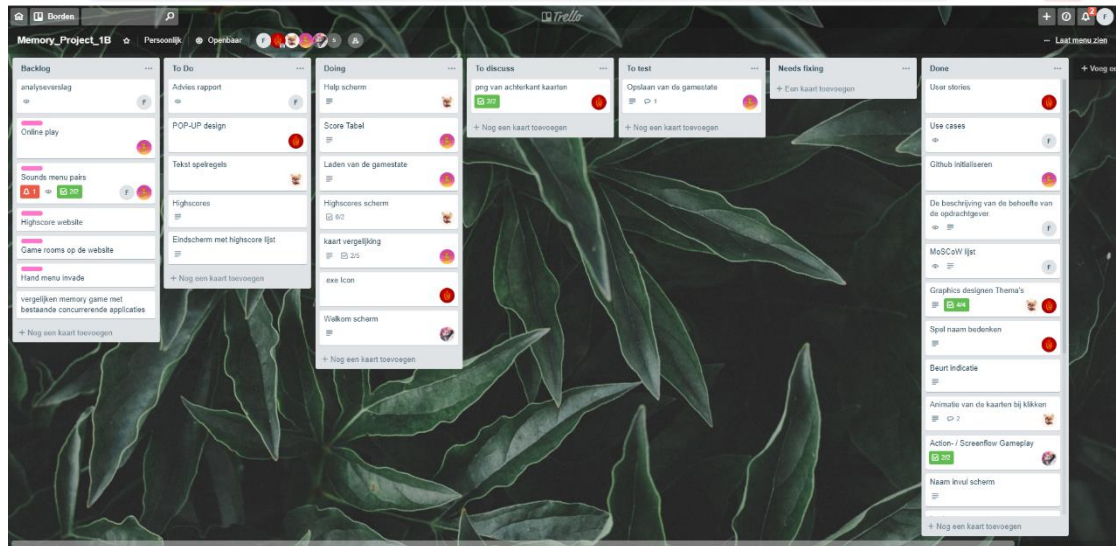 Borden
Trello
2
F
Memory_Project_1B
Persoonlijk
Openbaar
F
S
Laat menu zien
Backlog
analyseverslag
F
Online play
Sounds menu pairs
1
2/2
F
Highscore website
Game rooms op de website
Hand menu invade
vergelijken memory game met
bestaande concurrerende applicaties
+ Nog een kaart toevoegen
To Do
Advies rapport
F
POP-UP design
Tekst spelregels
Highscores
Eindscherm met highscore lijst
+ Nog een kaart toevoegen
Doing
Help scherm
Score Tabel
Laden van de gamestate
Highscores scherm
0/2
kaart vergelijking
2/5
.exe Icon
Welkom scherm
+ Nog een kaart toevoegen
To discuss
png van achterkant kaarten
2/2
+ Nog een kaart toevoegen
To test
Opslaan van de gamestate
1
+ Nog een kaart toevoegen
Needs fixing
+ Een kaart toevoegen
Done
User stories
Use cases
F
Github initialiseren
De beschrijving van de behoefte van
de opdrachtgever.
F
MoSCoW lijst
F
Graphics designen Thema's
4/4
Spel naam bedenken
Beurt indicatie
Animatie van de kaarten bij klikken
2
Action- / Screenflow Gameplay
2/2
Naam invul scherm
+ Nog een kaart toevoegen
+ Voeg ee